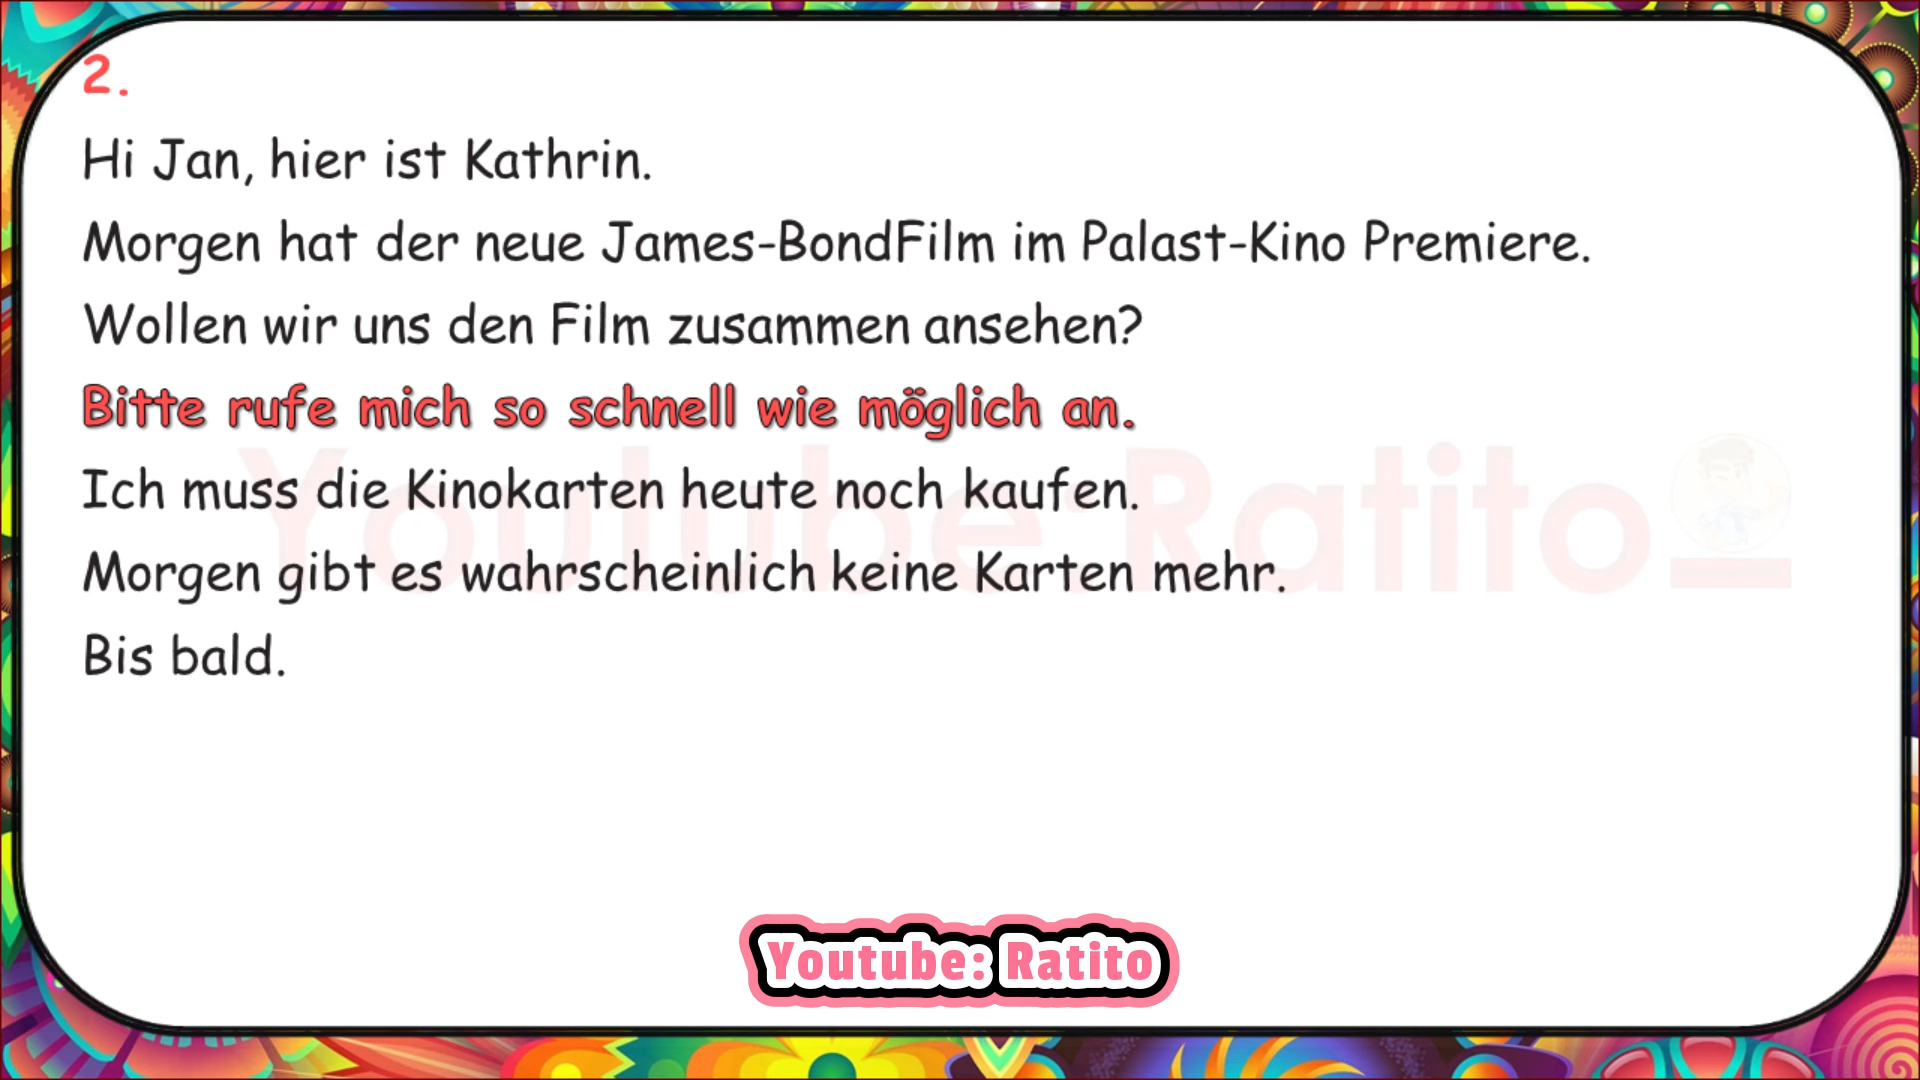 2.
Hi Jan, hier ist Kathrin.
Morgen hat der neue James-BondFilm im Palast-Kino Premiere.
Wollen wir uns den Film zusammen ansehen?
Bitte rufe mich so schnell wie möglich an.
Ich muss die Kinokarten heute noch kaufen.
Morgen gibt es wahrscheinlich keine Karten mehr.
Bis bald.
Youtube:Ratito
Youtube: Ratito